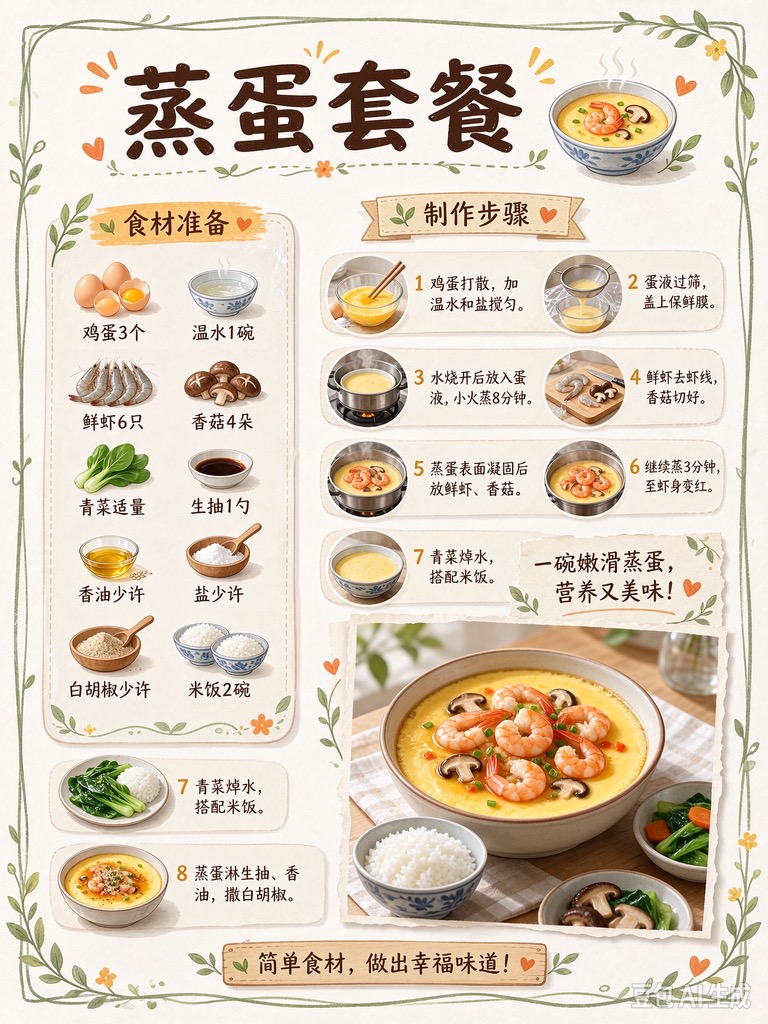 蒸蛋套餐
食材准备
鸡蛋3个
温水1碗
鲜虾6只
香菇4朵
青菜适量
生抽1勺
香油少许
盐少许
白胡椒少许
米饭2碗
制作步骤
1 鸡蛋打散，加
温水和盐搅匀。
2 蛋液过筛，
盖上保鲜膜。
3 水烧开后放入蛋
液，小火蒸8分钟。
4 鲜虾去虾线，
香菇切好。
5 蒸蛋表面凝固后
放鲜虾、香菇。
6 继续蒸3分钟，
至虾身变红。
7 青菜焯水，
搭配米饭。
一碗嫩滑蒸蛋，
营养又美味！
7 青菜焯水，
搭配米饭。
8 蒸蛋淋生抽、香
油，撒白胡椒。
简单食材，做出幸福味道！
豆包AI生成